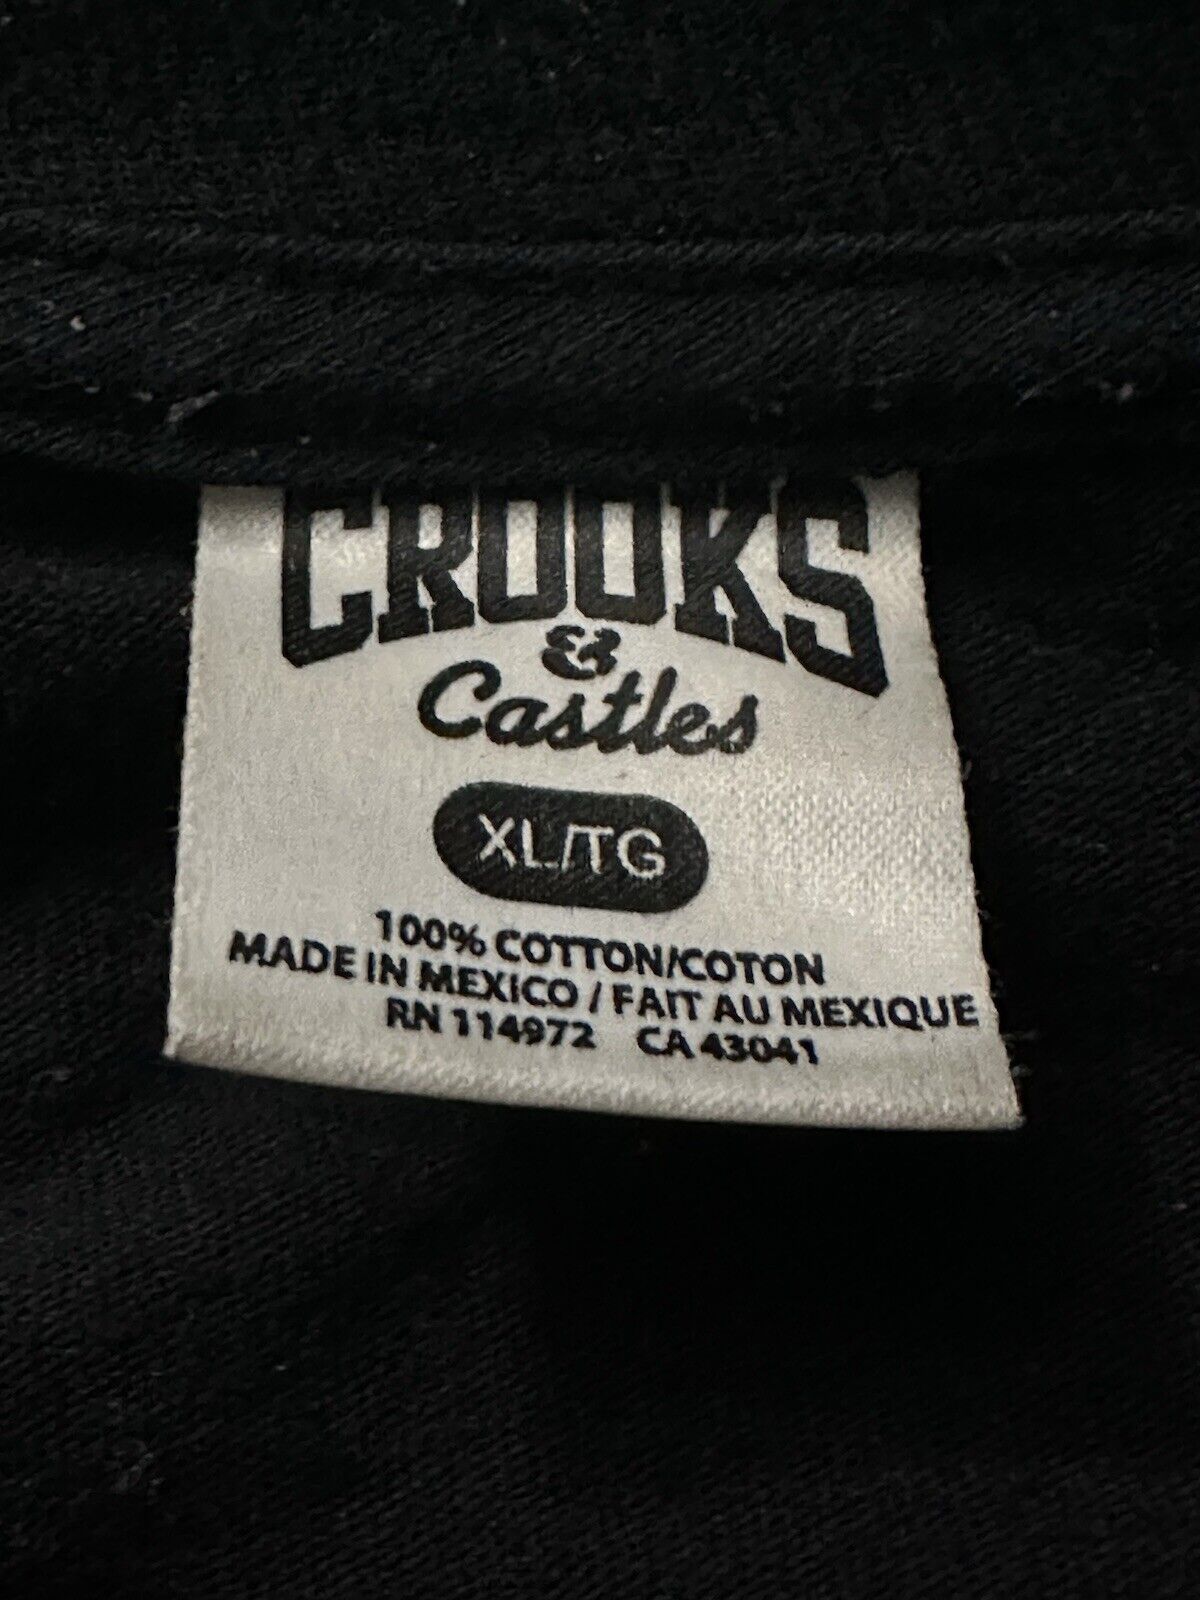 CROOKS
&
Castles
XL/TG
100% COTTON/COTON
MADE IN MEXICO / FAIT AU MEXIQUE
RN 114972 CA 43041